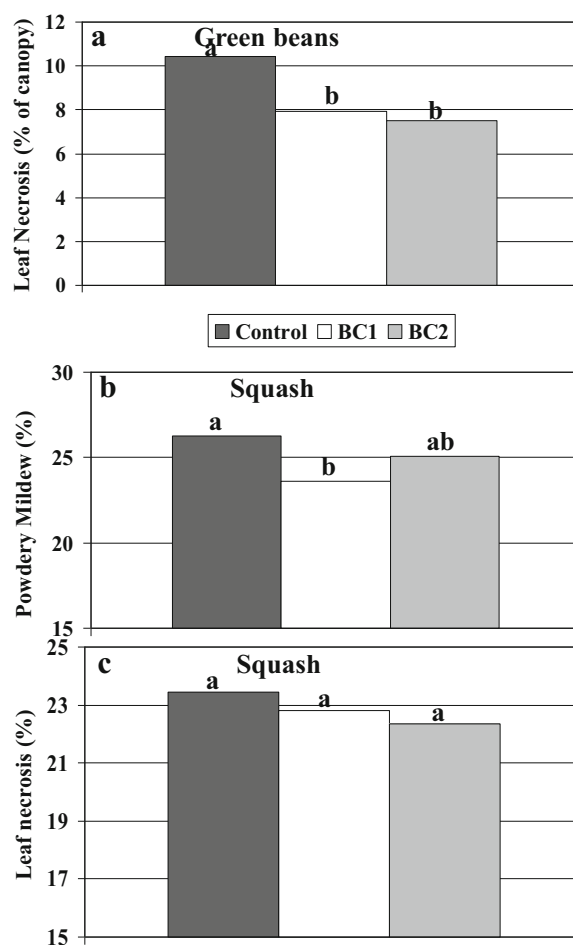 a Green beans
Leaf Necrosis (% of canopy)
12
10
8
6
4
2
0
a
b
b
Control BC1 BC2
b Squash
Powdery Mildew (%)
30
25
20
15
a
b
ab
c Squash
Leaf necrosis (%)
25
23
21
19
17
15
a
a
a